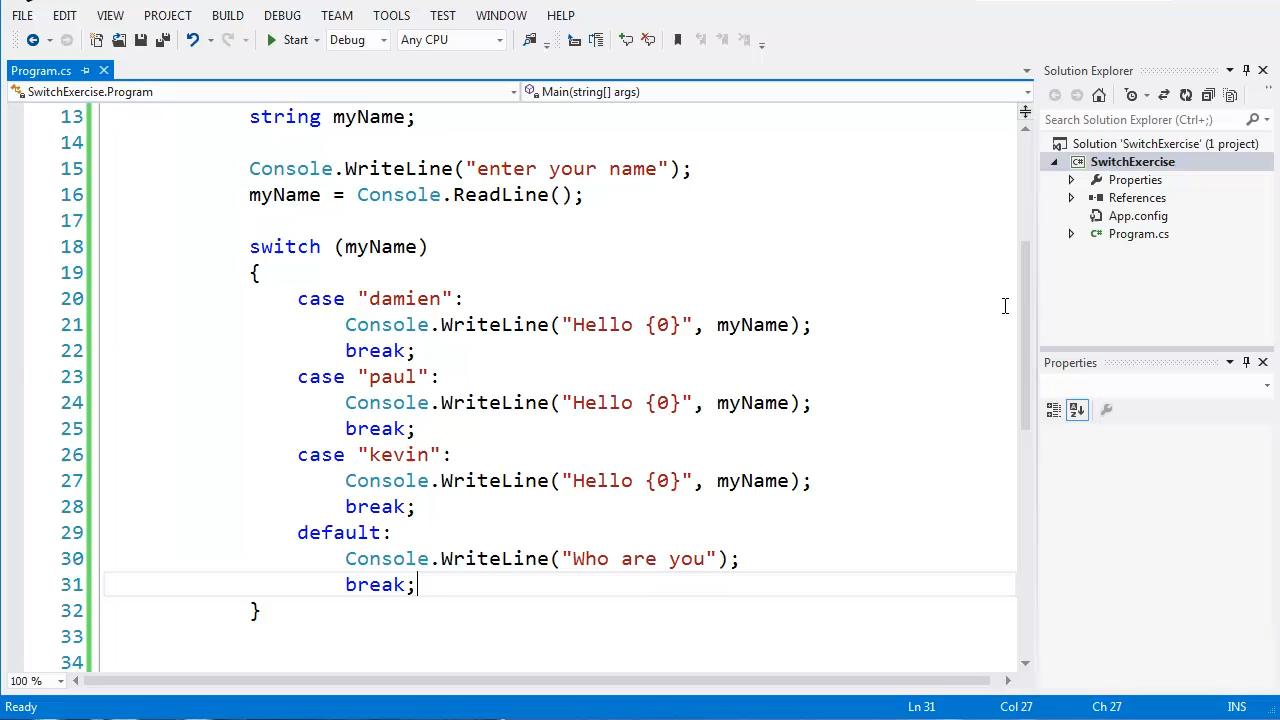 FILE EDIT VIEW PROJECT BUILD DEBUG TEAM TOOLS TEST WINDOW HELP
Start Debug Any CPU
Program.cs
SwitchExercise.Program Main(string[] args)
13 string myName;
14
15 Console.WriteLine("enter your name");
16 myName = Console.ReadLine();
17
18 switch (myName)
19 {
20 case "damien":
21 Console.WriteLine("Hello {0}", myName);
22 break;
23 case "paul":
24 Console.WriteLine("Hello {0}", myName);
25 break;
26 case "kevin":
27 Console.WriteLine("Hello {0}", myName);
28 break;
29 default:
30 Console.WriteLine("Who are you");
31 break;
32 }
33
34
100 %
Solution Explorer
Search Solution Explorer (Ctrl+;)
Solution 'SwitchExercise' (1 project)
SwitchExercise
Properties
References
App.config
Program.cs
Properties
Ready Ln 31 Col 27 Ch 27 INS